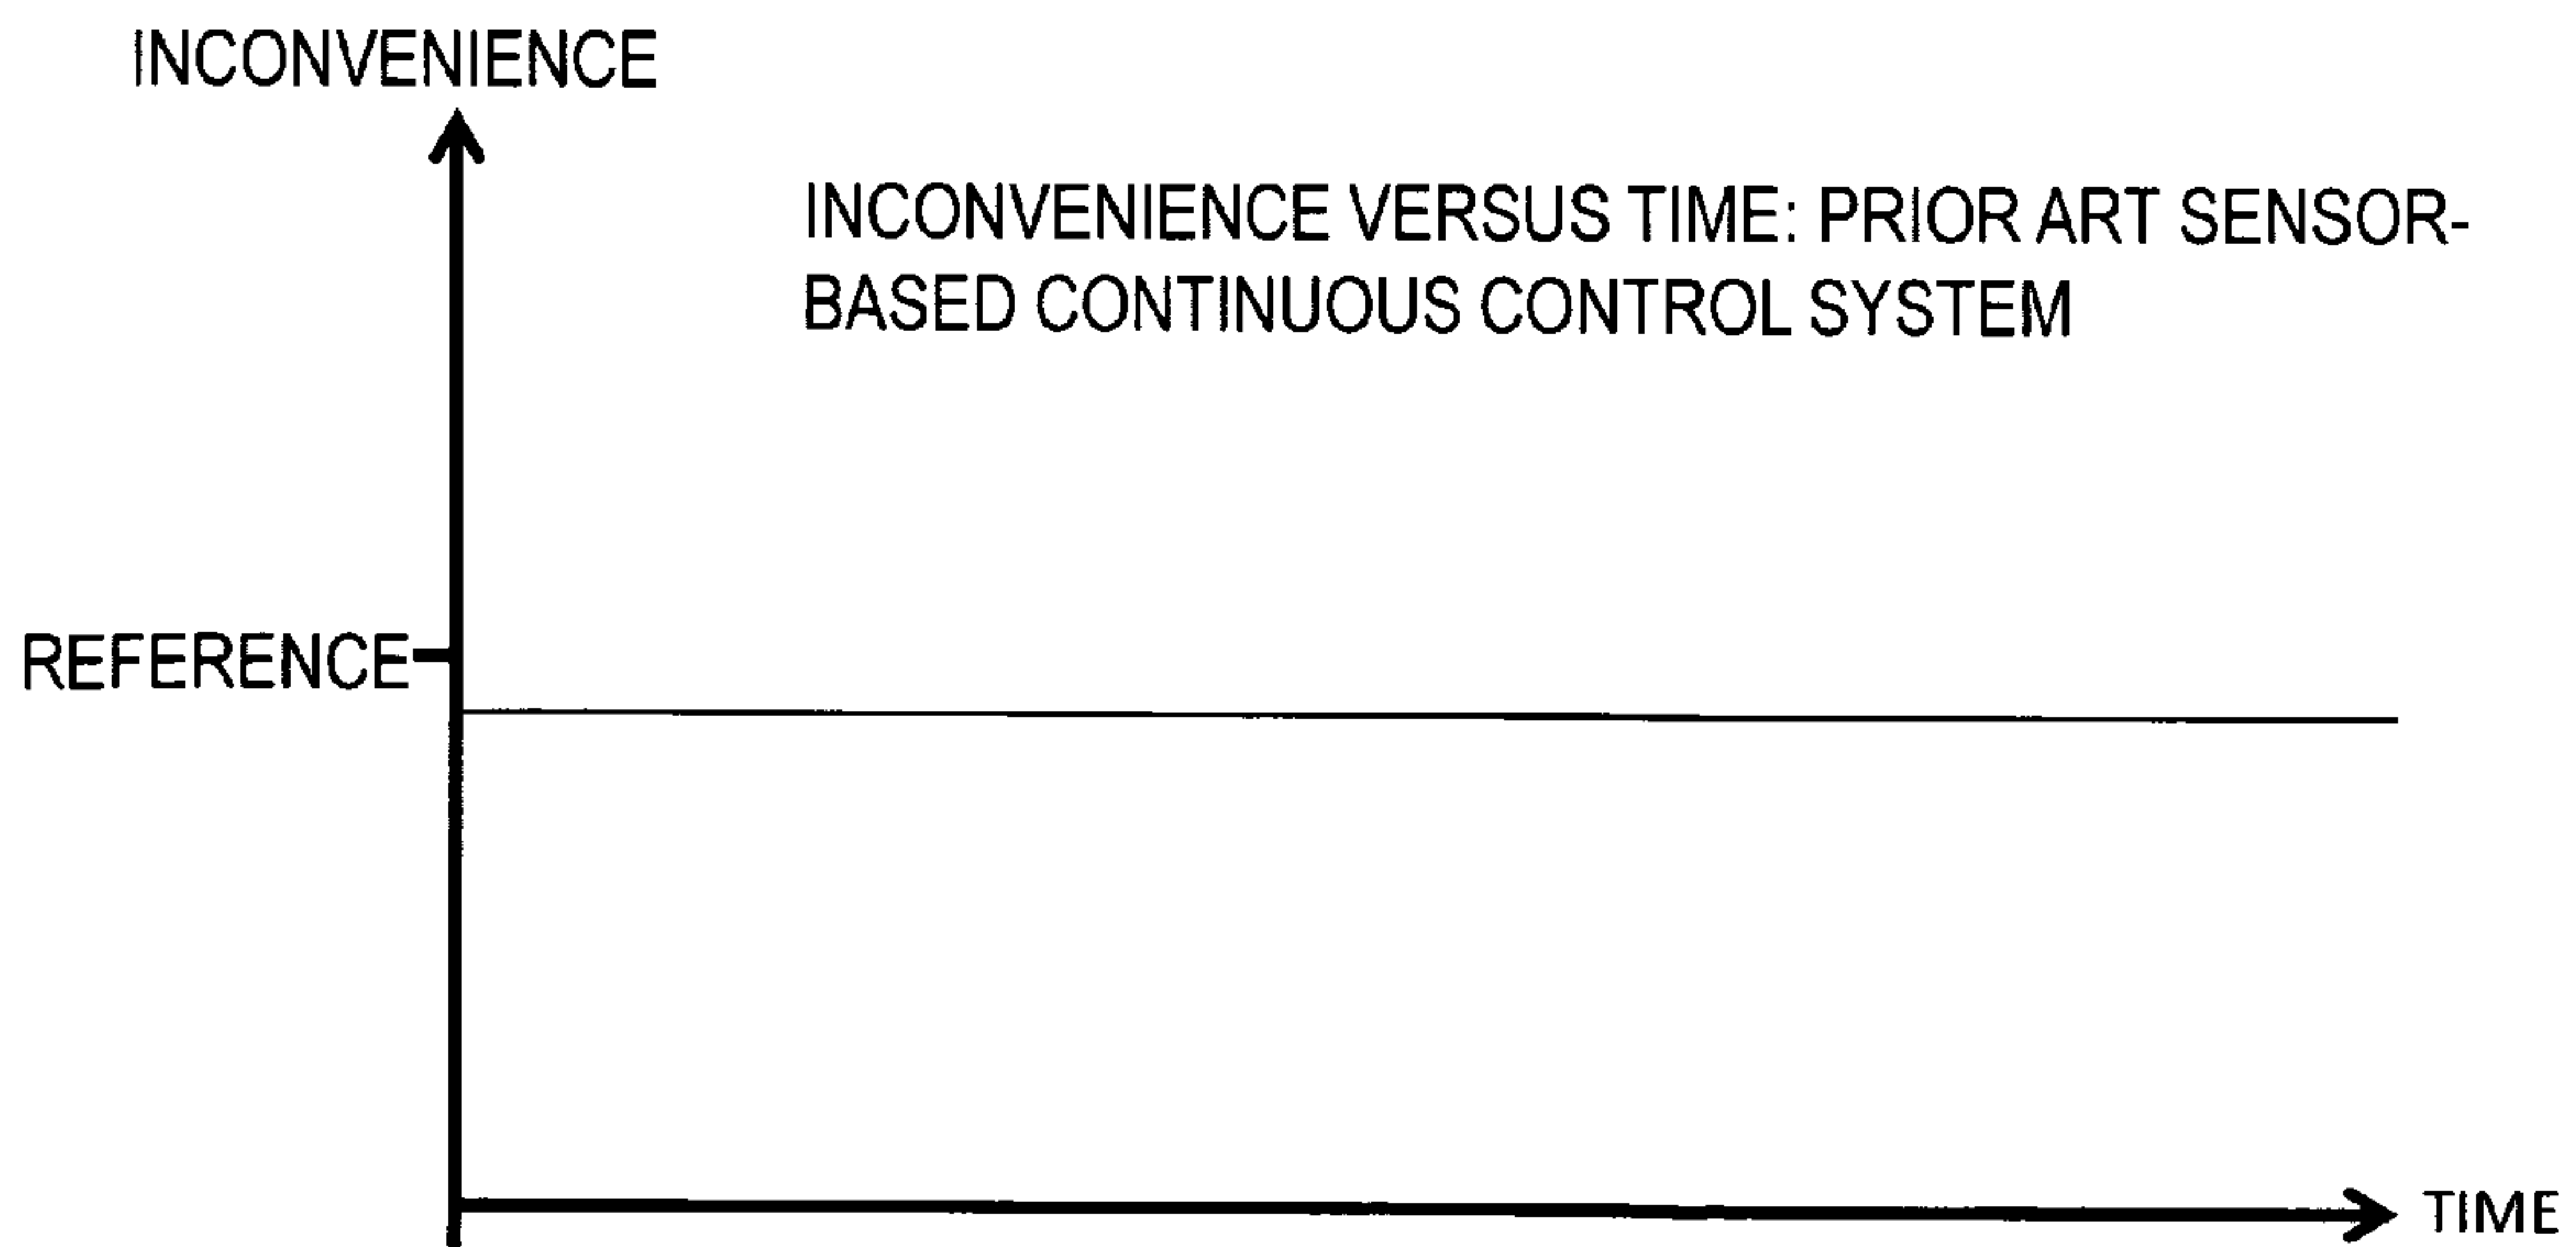 INCONVENIENCE
INCONVENIENCE VERSUS TIME: PRIOR ART SENSOR-
BASED CONTINUOUS CONTROL SYSTEM
REFERENCE
TIME